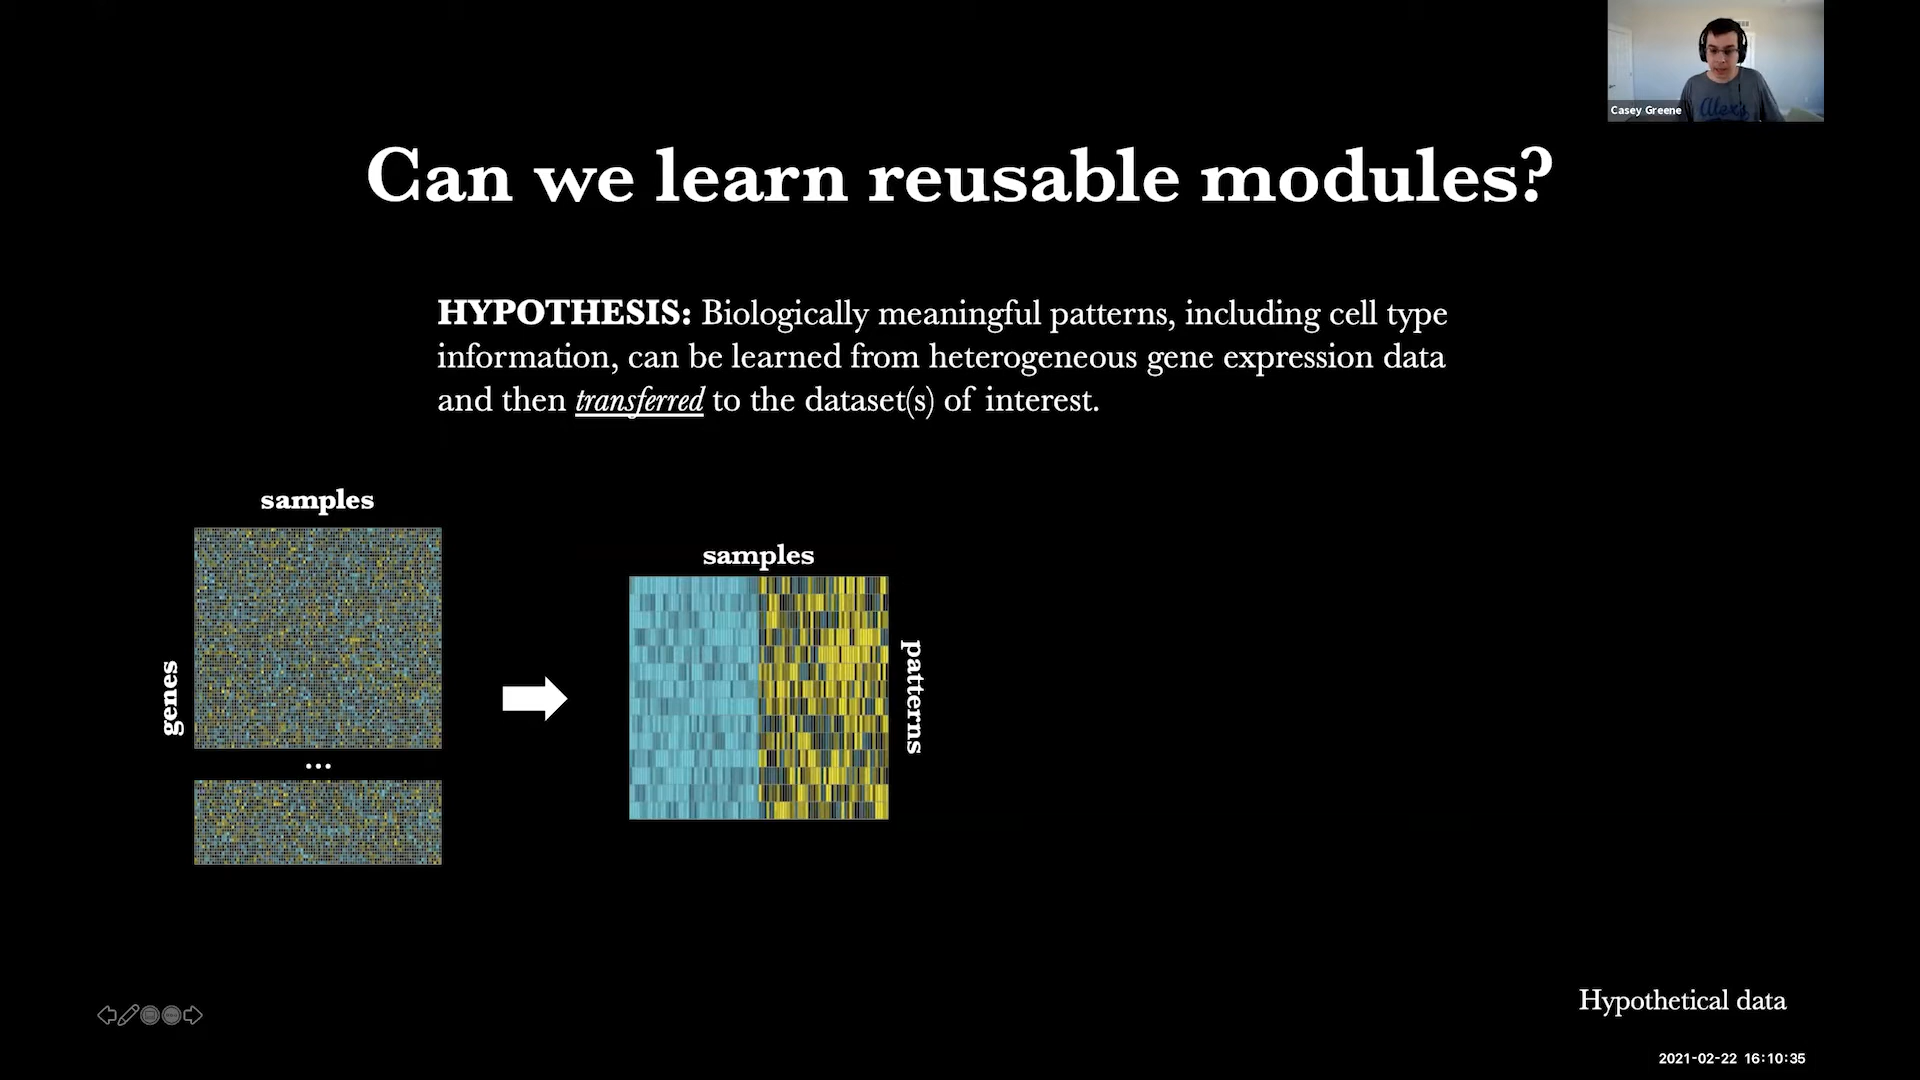 Casey Greene
Can we learn reusable modules?
HYPOTHESIS: Biologically meaningful patterns, including cell type
information, can be learned from heterogeneous gene expression data
and then transferred to the dataset(s) of interest.
samples
genes
...
samples
patterns
Hypothetical data
2021-02-22 16:10:35